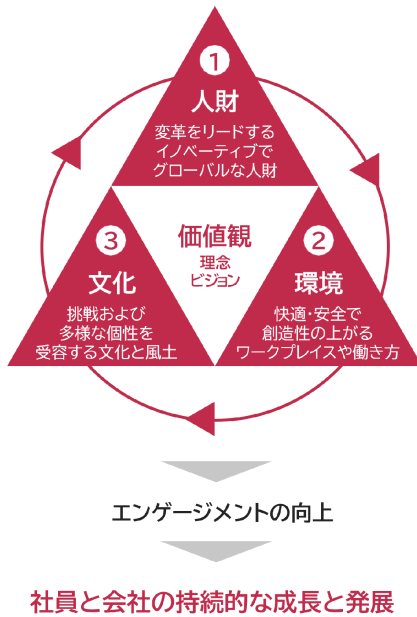 1
人財
変革をリードする
イノベーティブで
グローバルな人財
価値観
理念
ビジョン
2
環境
快適・安全で
創造性の上がる
ワークプレイスや働き方
3
文化
挑戦および
多様な個性を
受容する文化と風土
エンゲージメントの向上
社員と会社の持続的な成長と発展